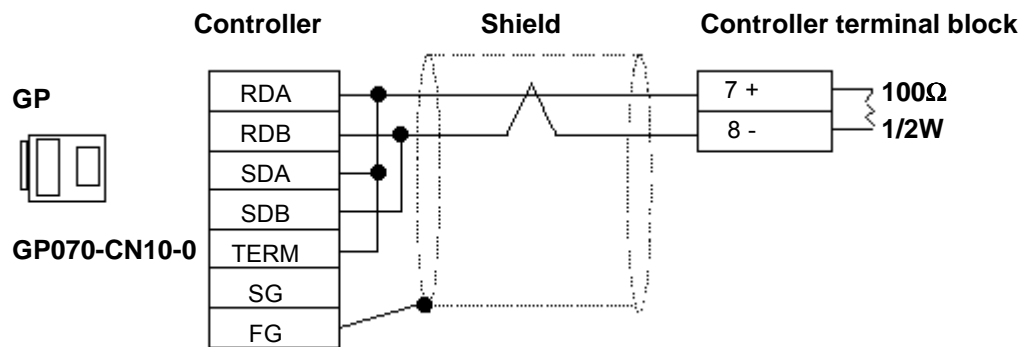 Controller Shield Controller terminal block
GP
GP070-CN10-0
RDA
RDB
SDA
SDB
TERM
SG
FG
7 +
8 -
100Ω
1/2W